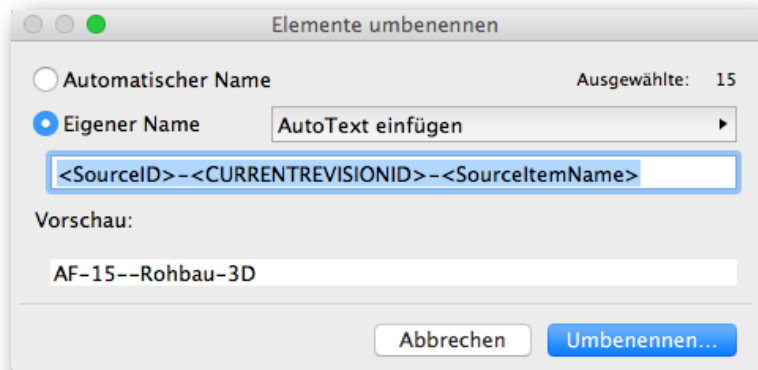 Elemente umbenennen
Automatischer Name Ausgewählte: 15
Eigener Name AutoText einfügen
<SourceID>-<CURRENTREVISIONID>-<SourceItemName>
Vorschau:
AF-15--Rohbau-3D
Abbrechen Umbenennen...